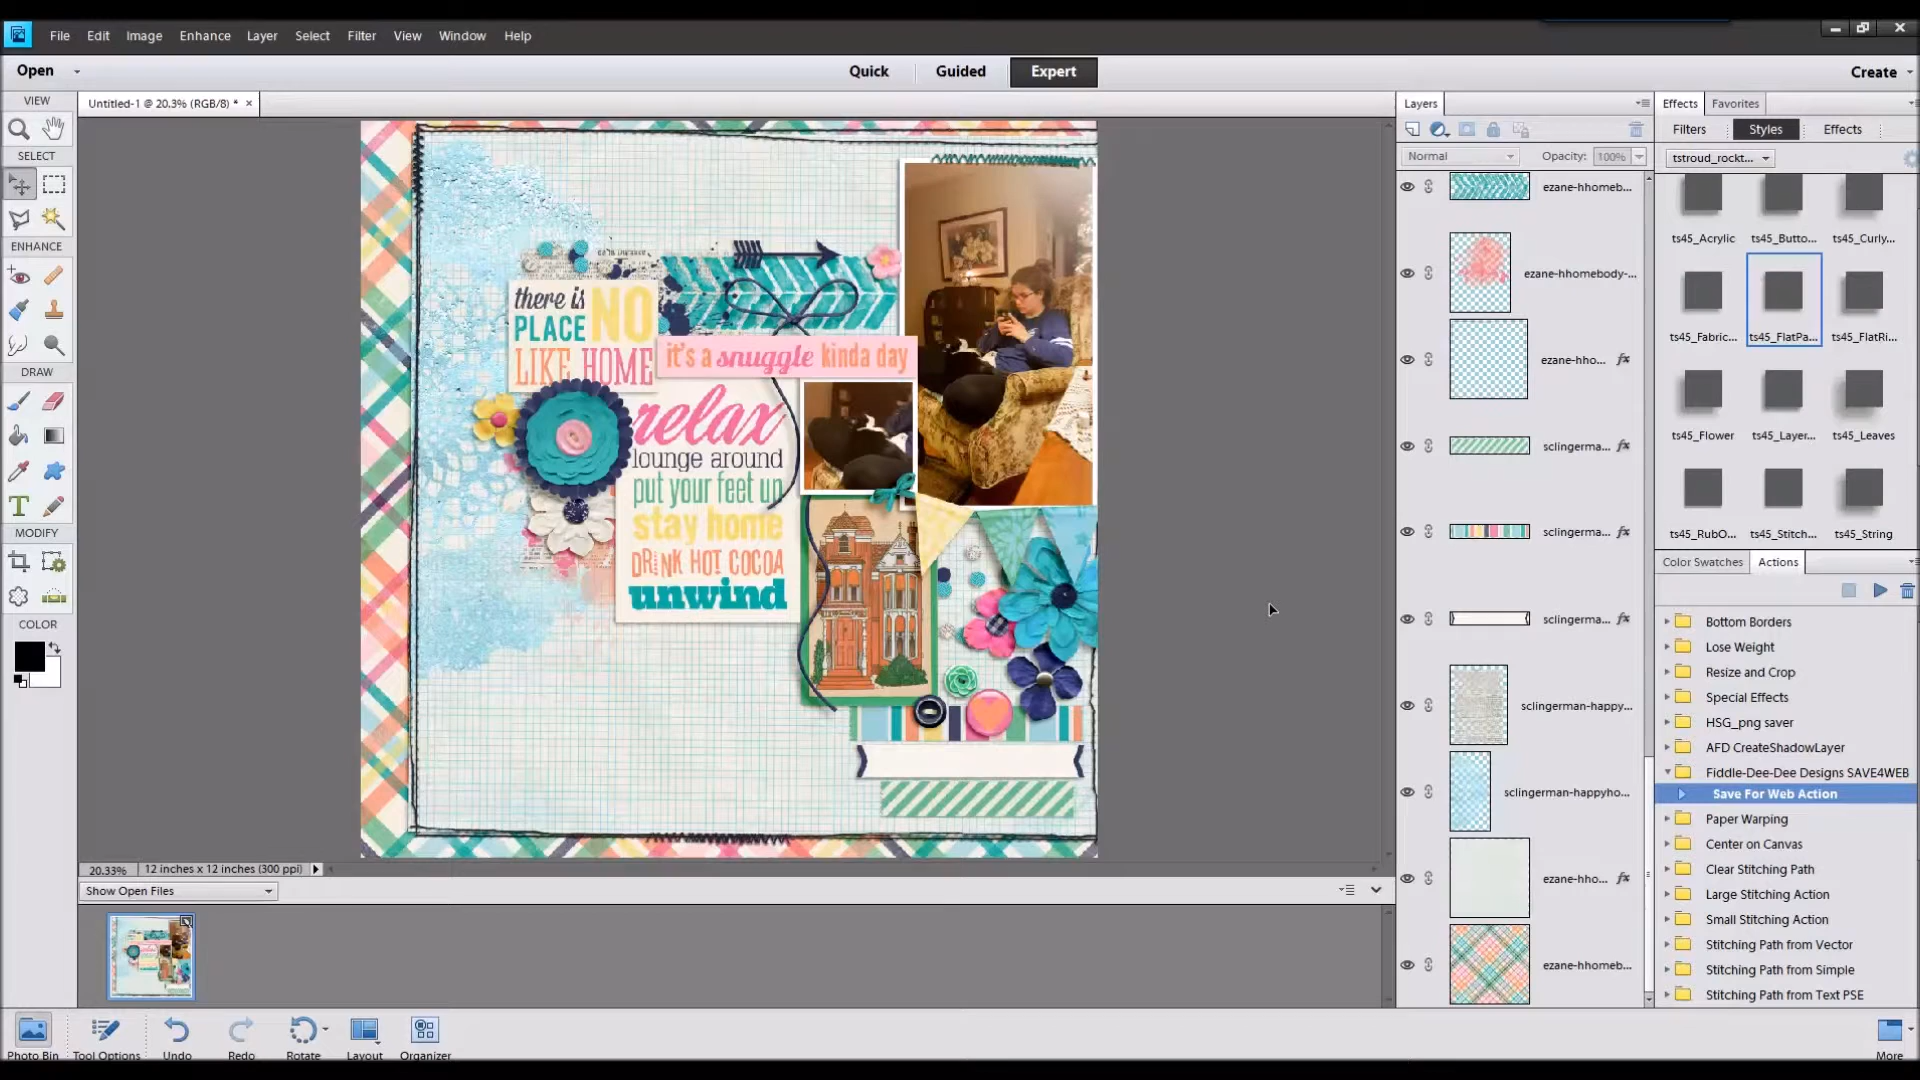 File Edit Image Enhance Layer Select Filter View Window Help
Open Quick Guided Expert Create
VIEW
Untitled-1 @ 20.3% (RGB/8) * ×
SELECT
ENHANCE
DRAW
MODIFY
COLOR
there is NO
PLACE
LIKE HOME
it's a snuggle kinda day
relax
lounge around
put your feet up
stay home
DRINK HOT COCOA
unwind
20.33% 12 inches x 12 inches (300 ppi)
Show Open Files
Photo Bin Tool Options Undo Redo Rotate Layout Organizer More
Layers
Normal Opacity: 100%
ezane-hhomeb...
ezane-hhomebody-...
ezane-hho... fx
sclingerma... fx
sclingerma... fx
sclingerma... fx
sclingerman-happy...
sclingerman-happyho...
ezane-hho... fx
ezane-hhomeb...
Effects Favorites
Filters Styles Effects
tstroud_rockt...
ts45_Acrylic ts45_Butto... ts45_Curly...
ts45_Fabric... ts45_FlatPa... ts45_FlatRi...
ts45_Flower ts45_Layer... ts45_Leaves
ts45_RubO... ts45_Stitch... ts45_String
Color Swatches Actions
Bottom Borders
Lose Weight
Resize and Crop
Special Effects
HSG_png saver
AFD CreateShadowLayer
Fiddle-Dee-Dee Designs SAVE4WEB
Save For Web Action
Paper Warping
Center on Canvas
Clear Stitching Path
Large Stitching Action
Small Stitching Action
Stitching Path from Vector
Stitching Path from Simple
Stitching Path from Text PSE